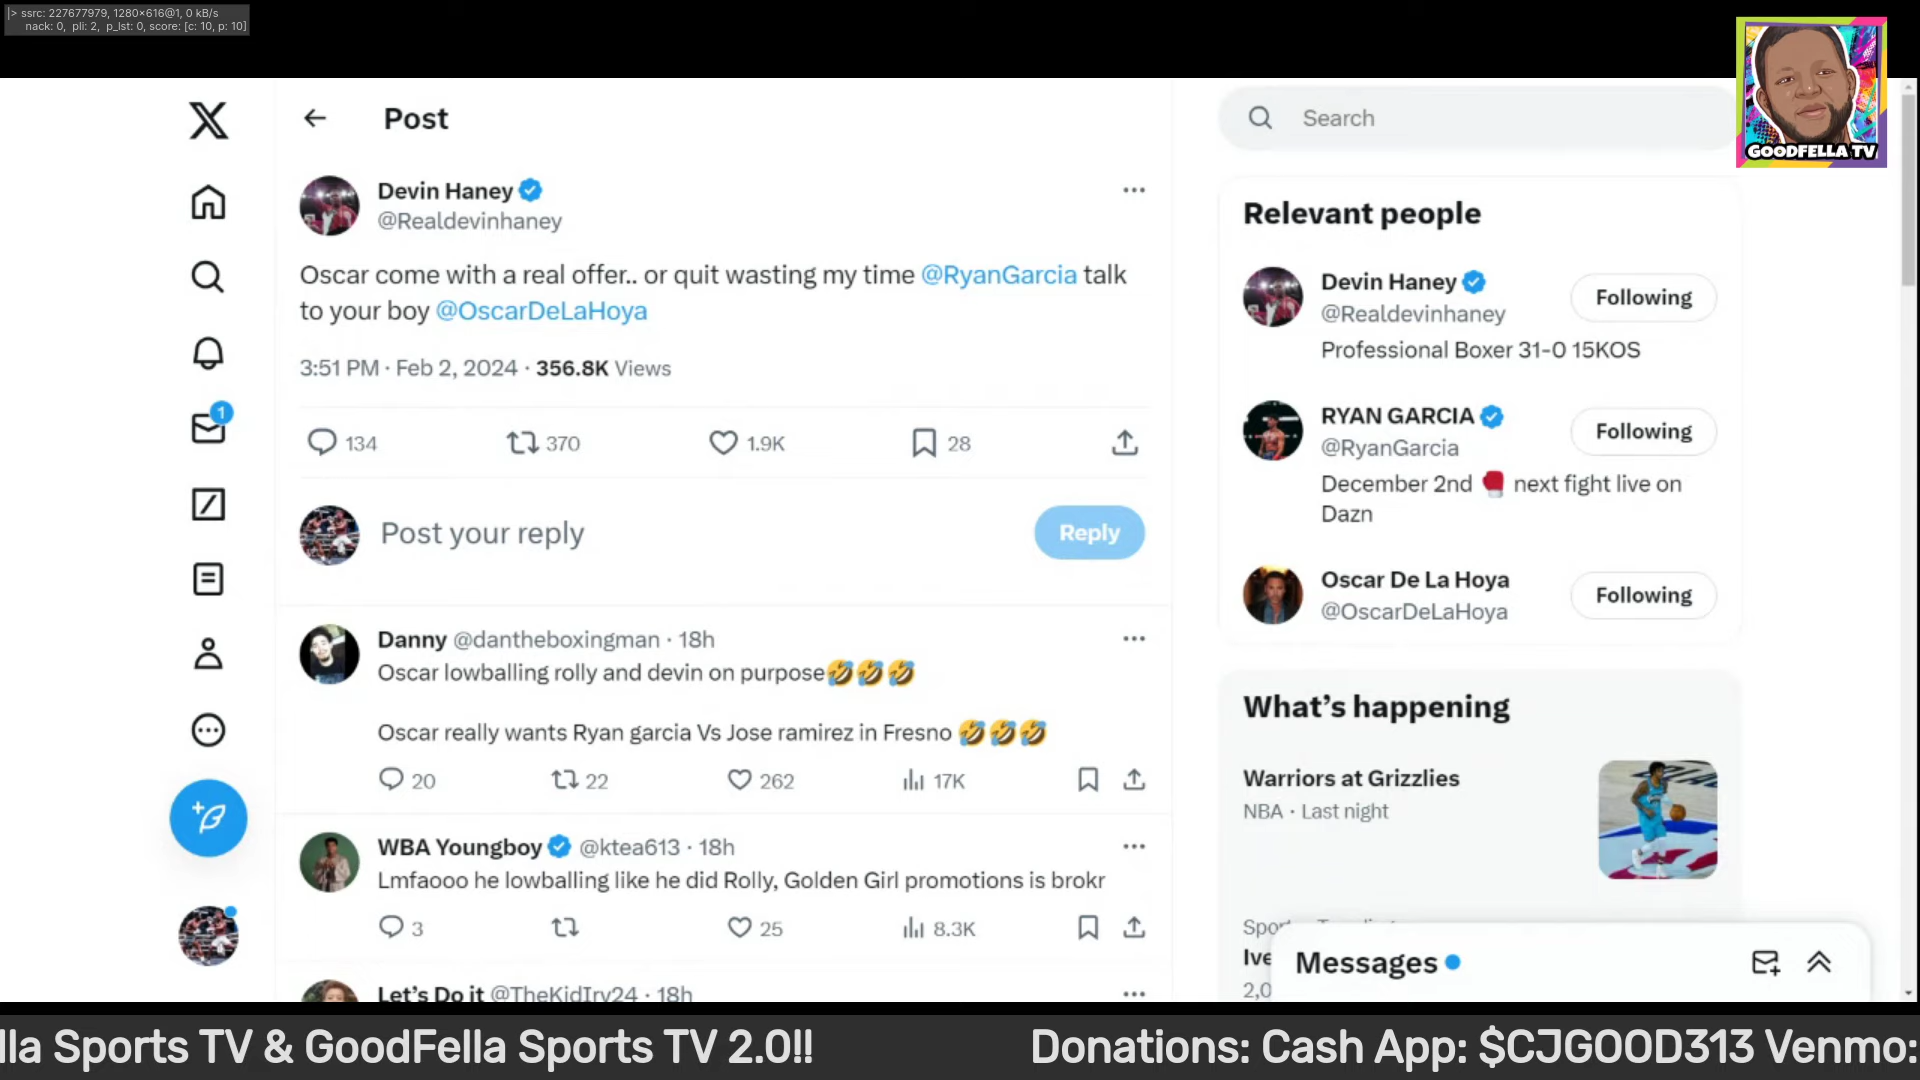 |> ssrc: 227677979, 1280×616@1, 0 kB/s
nack: 0, pli: 2, p_lst: 0, score: [c: 10, p: 10]
GOODFELLA TV
Post
Search
Devin Haney
@Realdevinhaney
Oscar come with a real offer.. or quit wasting my time @RyanGarcia talk
to your boy @OscarDeLaHoya
3:51 PM · Feb 2, 2024 · 356.8K Views
134 370 1.9K 28
1
Post your reply
Reply
Danny @dantheboxingman · 18h
Oscar lowballing rolly and devin on purpose🤣🤣🤣
Oscar really wants Ryan garcia Vs Jose ramirez in Fresno 🤣🤣🤣
20 22 262 17K
WBA Youngboy @ktea613 · 18h
Lmfaooo he lowballing like he did Rolly, Golden Girl promotions is brokr
3 25 8.3K
Let's Do it @TheKidIrv24 · 18h
Relevant people
Devin Haney
@Realdevinhaney
Following
Professional Boxer 31-0 15KOS
RYAN GARCIA
@RyanGarcia
Following
December 2nd 🥊 next fight live on
Dazn
Oscar De La Hoya
@OscarDeLaHoya
Following
What's happening
Warriors at Grizzlies
NBA · Last night
Ive
2,0
Messages
lla Sports TV & GoodFella Sports TV 2.0!!
Donations: Cash App: $CJGOOD313 Venmo: